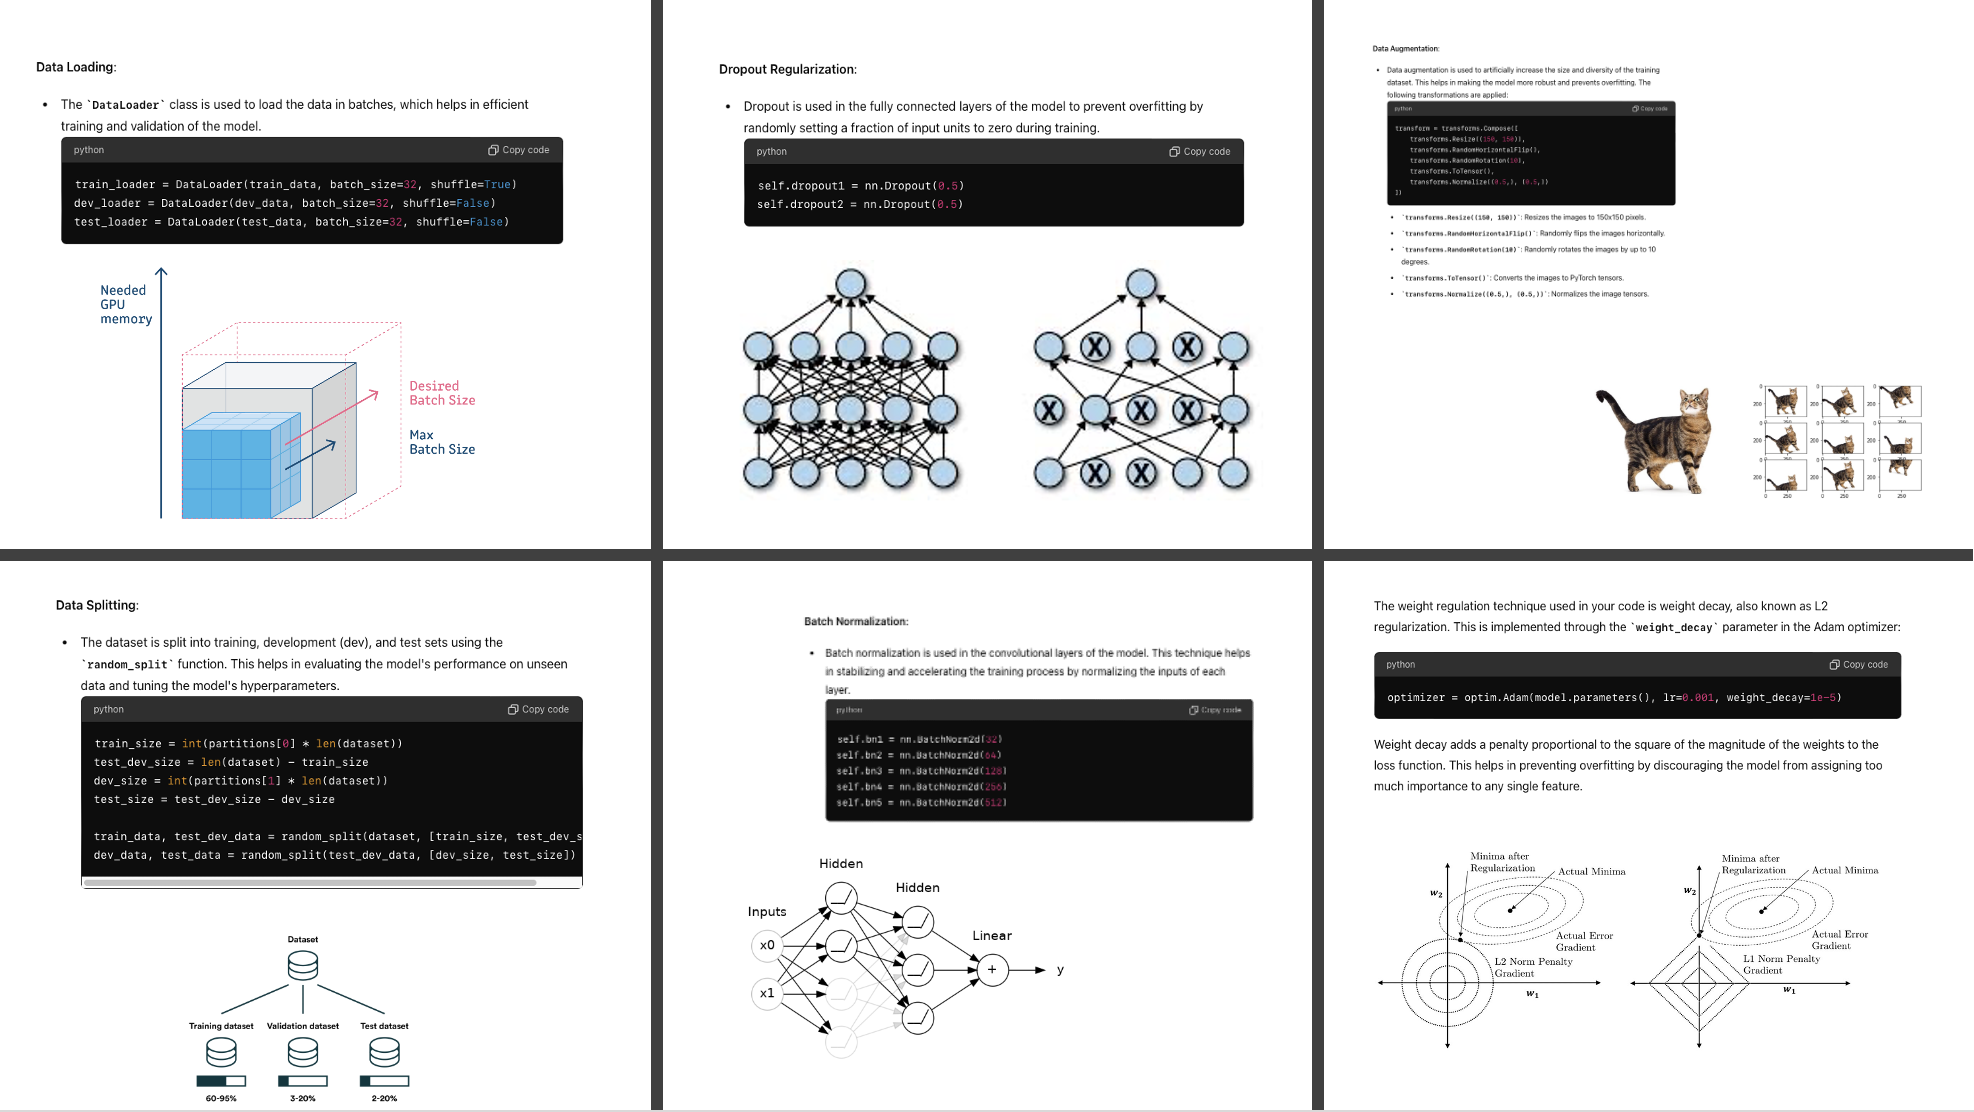 Data Loading:
• The `DataLoader` class is used to load the data in batches, which helps in efficient
training and validation of the model.
python Copy code
train_loader = DataLoader(train_data, batch_size=32, shuffle=True)
dev_loader = DataLoader(dev_data, batch_size=32, shuffle=False)
test_loader = DataLoader(test_data, batch_size=32, shuffle=False)
Needed
GPU
memory
Desired
Batch Size
Max
Batch Size
Dropout Regularization:
• Dropout is used in the fully connected layers of the model to prevent overfitting by
randomly setting a fraction of input units to zero during training.
python Copy code
self.dropout1 = nn.Dropout(0.5)
self.dropout2 = nn.Dropout(0.5)
X X
X X X
X X
Data Augmentation:
• Data augmentation is used to artificially increase the size and diversity of the training
dataset. This helps in making the model more robust and prevents overfitting. The
following transformations are applied:
python Copy code
transform = transforms.Compose([
transforms.Resize((150, 150)),
transforms.RandomHorizontalFlip(),
transforms.RandomRotation(10),
transforms.ToTensor(),
transforms.Normalize((0.5,), (0.5,))
])
• `transforms.Resize((150, 150))`: Resizes the images to 150x150 pixels.
• `transforms.RandomHorizontalFlip()`: Randomly flips the images horizontally.
• `transforms.RandomRotation(10)`: Randomly rotates the images by up to 10
degrees.
• `transforms.ToTensor()`: Converts the images to PyTorch tensors.
• `transforms.Normalize((0.5,), (0.5,))`: Normalizes the image tensors.
0 0 0
200 200 200
200 200 200
200 200 200
0 250 0 250 0 250
Data Splitting:
• The dataset is split into training, development (dev), and test sets using the
`random_split` function. This helps in evaluating the model's performance on unseen
data and tuning the model's hyperparameters.
python Copy code
train_size = int(partitions[0] * len(dataset))
test_dev_size = len(dataset) - train_size
dev_size = int(partitions[1] * len(dataset))
test_size = test_dev_size - dev_size
train_data, test_dev_data = random_split(dataset, [train_size, test_dev_s
dev_data, test_data = random_split(test_dev_data, [dev_size, test_size])
Dataset
Training dataset Validation dataset Test dataset
60-95% 3-20% 2-20%
Batch Normalization:
• Batch normalization is used in the convolutional layers of the model. This technique helps
in stabilizing and accelerating the training process by normalizing the inputs of each
layer.
python Copy code
self.bn1 = nn.BatchNorm2d(32)
self.bn2 = nn.BatchNorm2d(64)
self.bn3 = nn.BatchNorm2d(128)
self.bn4 = nn.BatchNorm2d(256)
self.bn5 = nn.BatchNorm2d(512)
Hidden
Hidden
Inputs
Linear
x0
x1
+
y
The weight regulation technique used in your code is weight decay, also known as L2
regularization. This is implemented through the `weight_decay` parameter in the Adam optimizer:
python Copy code
optimizer = optim.Adam(model.parameters(), lr=0.001, weight_decay=1e-5)
Weight decay adds a penalty proportional to the square of the magnitude of the weights to the
loss function. This helps in preventing overfitting by discouraging the model from assigning too
much importance to any single feature.
Minima after
Regularization
Actual Minima
w2
Actual Error
Gradient
L2 Norm Penalty
Gradient
w1
Minima after
Regularization
Actual Minima
w2
Actual Error
Gradient
L1 Norm Penalty
Gradient
w1